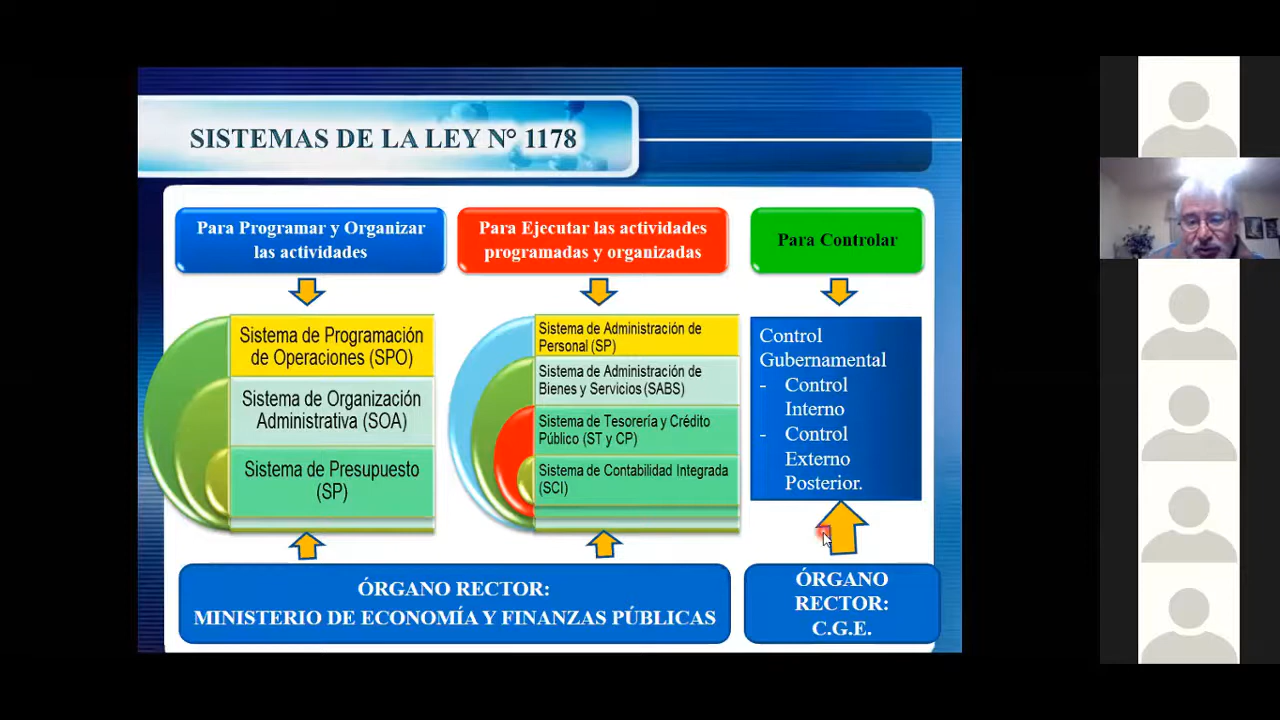 SISTEMAS DE LA LEY N° 1178
Para Programar y Organizar
las actividades
Para Ejecutar las actividades
programadas y organizadas
Para Controlar
Sistema de Programación
de Operaciones (SPO)
Sistema de Organización
Administrativa (SOA)
Sistema de Presupuesto
(SP)
Sistema de Administración de
Personal (SP)
Sistema de Administración de
Bienes y Servicios (SABS)
Sistema de Tesorería y Crédito
Público (ST y CP)
Sistema de Contabilidad Integrada
(SCI)
Control
Gubernamental
- Control
Interno
- Control
Externo
Posterior.
ÓRGANO RECTOR:
MINISTERIO DE ECONOMÍA Y FINANZAS PÚBLICAS
ÓRGANO
RECTOR:
C.G.E.